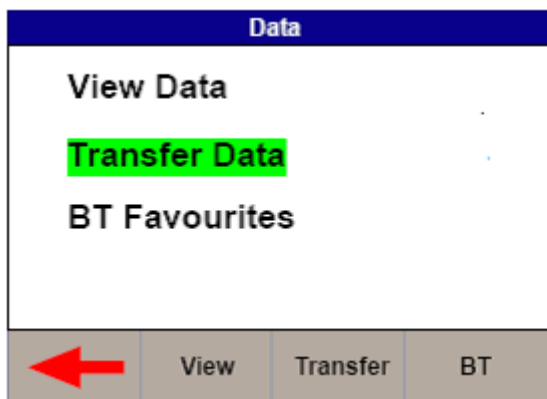 Data
View Data
Transfer Data
BT Favourites
View Transfer BT